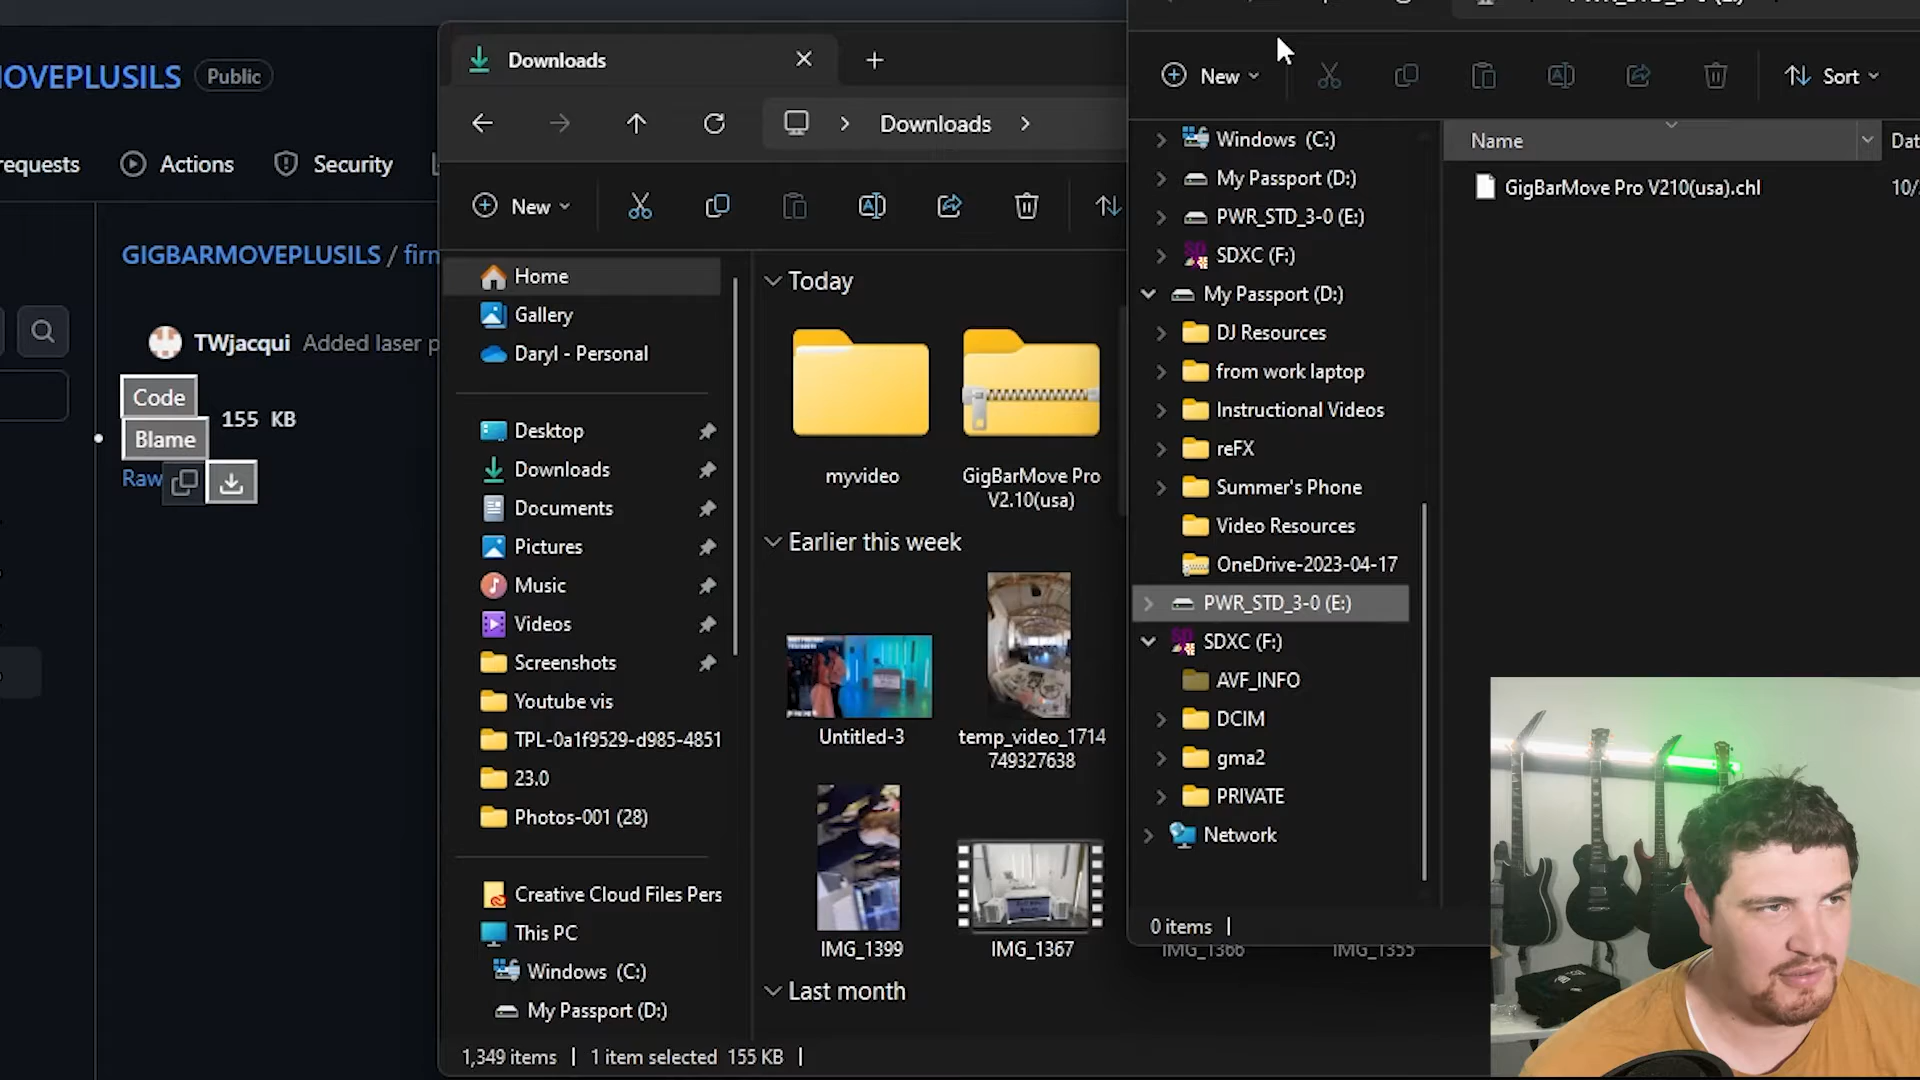 OVEPLUSILS
Public
requests
Actions
Security
GIGBARMOVEPLUSILS / firm
TWjacqui Added laser p
Code
155 KB
Blame
Raw
Downloads
Downloads
New
Home
Gallery
Daryl - Personal
Desktop
Downloads
Documents
Pictures
Music
Videos
Screenshots
Youtube vis
TPL-0a1f9529-d985-4851
23.0
Photos-001 (28)
Creative Cloud Files Pers
This PC
Windows (C:)
My Passport (D:)
Today
myvideo
GigBarMove Pro
V2.10(usa)
Earlier this week
Untitled-3
temp_video_1714
749327638
IMG_1399
IMG_1367
IMG_1366
IMG_1355
Last month
1,349 items
1 item selected 155 KB
New
Sort
Windows (C:)
My Passport (D:)
PWR_STD_3-0 (E:)
SDXC (F:)
My Passport (D:)
DJ Resources
from work laptop
Instructional Videos
reFX
Summer's Phone
Video Resources
OneDrive-2023-04-17
PWR_STD_3-0 (E:)
SDXC (F:)
AVF_INFO
DCIM
gma2
PRIVATE
Network
0 items
Name
Dat
GigBarMove Pro V210(usa).chl
10/